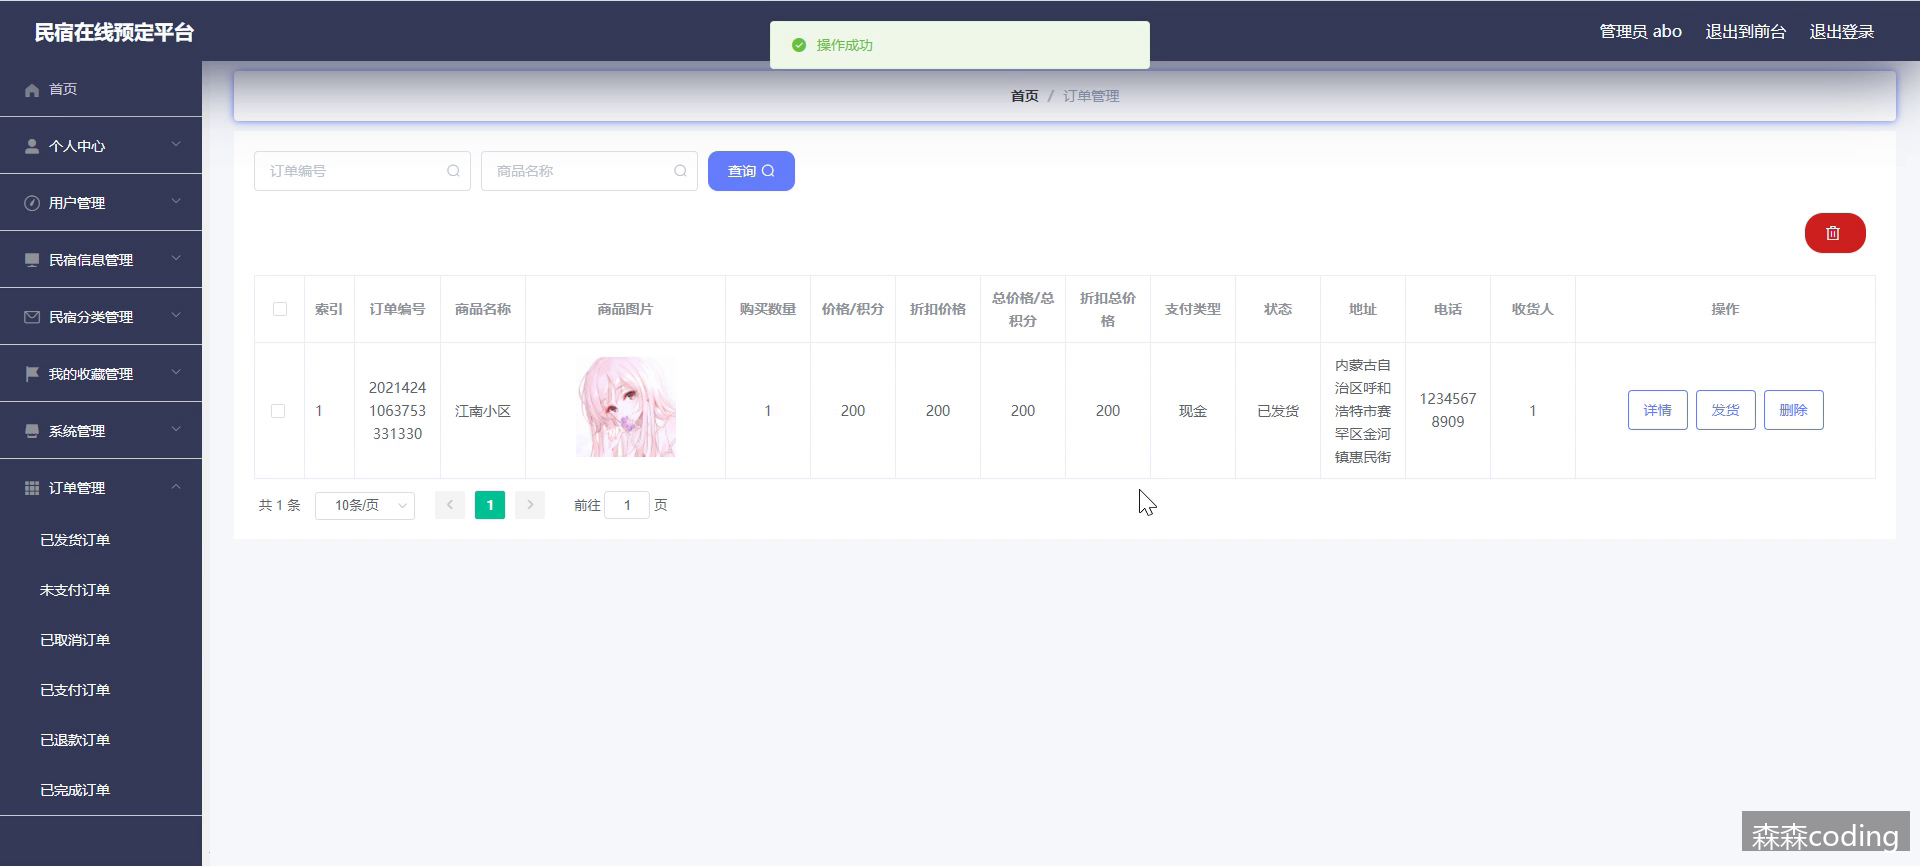 民宿在线预定平台
操作成功
管理员 abo
退出到前台
退出登录
首页
个人中心
用户管理
民宿信息管理
民宿分类管理
我的收藏管理
系统管理
订单管理
已发货订单
未支付订单
已取消订单
已支付订单
已退款订单
已完成订单
首页 / 订单管理
订单编号
商品名称
查询
索引
订单编号
商品名称
商品图片
购买数量
价格/积分
折扣价格
总价格/总
积分
折扣总价
格
支付类型
状态
地址
电话
收货人
操作
1
2021424
1063753
331330
江南小区
1
200
200
200
200
现金
已发货
内蒙古自
治区呼和
浩特市赛
罕区金河
镇惠民街
1234567
8909
1
详情
发货
删除
共 1 条
10条/页
1
前往 1 页
森森coding